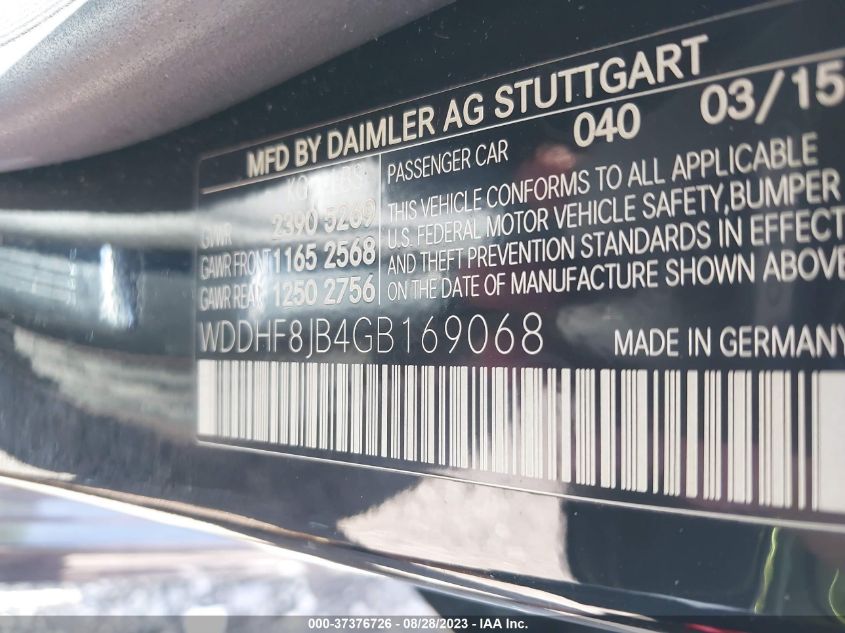 MFD BY DAIMLER AG STUTTGART
040 03/15
KG LBS
GVWR 2390 5269
GAWR FRONT 1165 2568
GAWR REAR 1250 2756
PASSENGER CAR
THIS VEHICLE CONFORMS TO ALL APPLICABLE
U.S. FEDERAL MOTOR VEHICLE SAFETY, BUMPER
AND THEFT PREVENTION STANDARDS IN EFFECT
ON THE DATE OF MANUFACTURE SHOWN ABOVE
WDDHF8JB4GB169068
MADE IN GERMANY
000-37376726 - 08/28/2023 - IAA Inc.